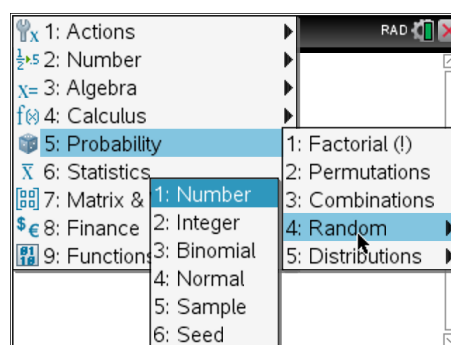 1: Actions
RAD
2: Number
3: Algebra
4: Calculus
5: Probability
1: Factorial (!)
2: Permutations
3: Combinations
4: Random
5: Distributions
6: Statistics
7: Matrix &
8: Finance
9: Functions
1: Number
2: Integer
3: Binomial
4: Normal
5: Sample
6: Seed